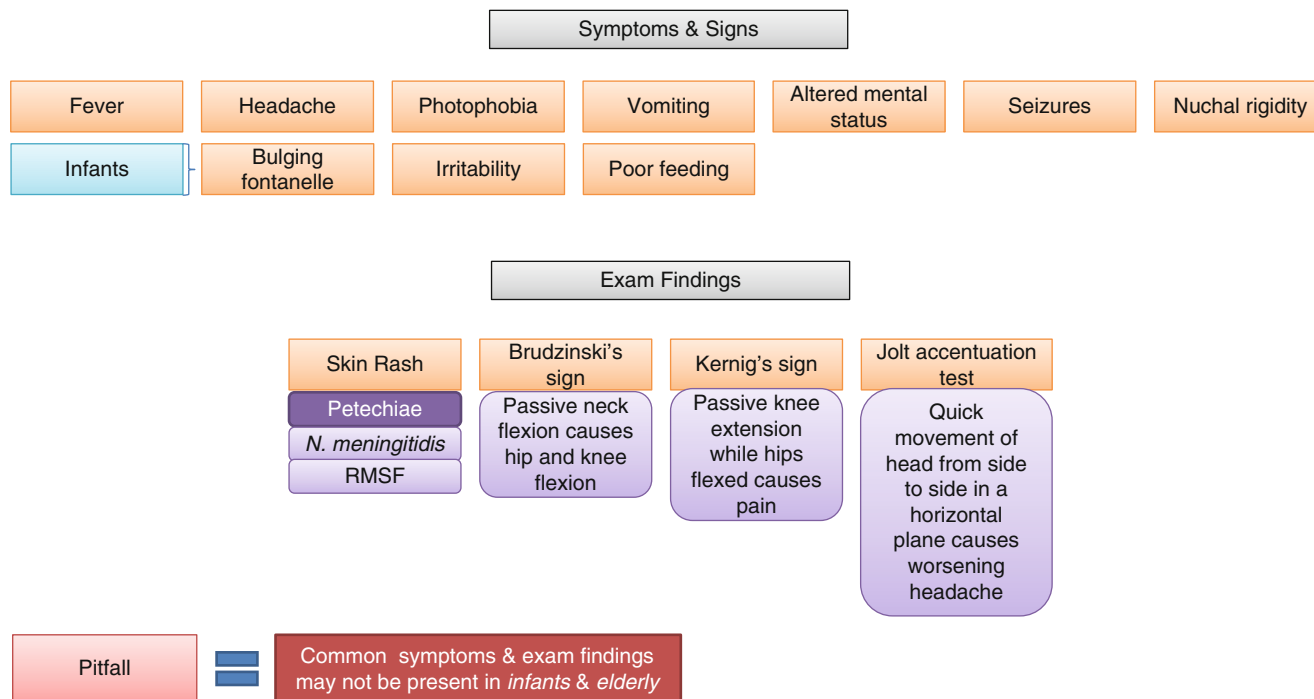 Symptoms & Signs
Fever
Headache
Photophobia
Vomiting
Altered mental
status
Seizures
Nuchal rigidity
Infants
Bulging
fontanelle
Irritability
Poor feeding
Exam Findings
Skin Rash
Petechiae
N. meningitidis
RMSF
Brudzinski's
sign
Passive neck
flexion causes
hip and knee
flexion
Kernig's sign
Passive knee
extension
while hips
flexed causes
pain
Jolt accentuation
test
Quick
movement of
head from side
to side in a
horizontal
plane causes
worsening
headache
Pitfall
Common symptoms & exam findings
may not be present in infants & elderly